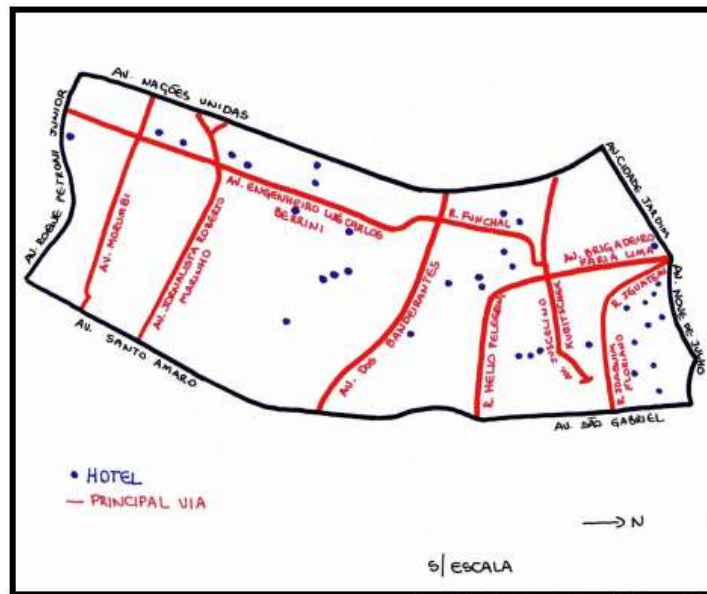 AV. NAÇÕES UNIDAS
AV. ROQUE PETRONI JUNIOR
AV. MORUMBI
AV. JORNALISTA ROBERTO
MARINHO
AV. ENGENHEIRO LUÍS CARLOS
BERRINI
AV. SANTO AMARO
AV. DOS BANDEIRANTES
R. FUNCHAL
AV. CIDADE JARDIM
AV. BRIGADEIRO
FARIA LIMA
R. IGUATEMI
AV. NOVE DE JULHO
R. HELIO PELEGRINI
AV. JUSCELINO
KUBITSCHEK
R. JOAQUIM
FLORIANO
AV. SÃO GABRIEL
HOTEL
PRINCIPAL VIA
N
S/ ESCALA